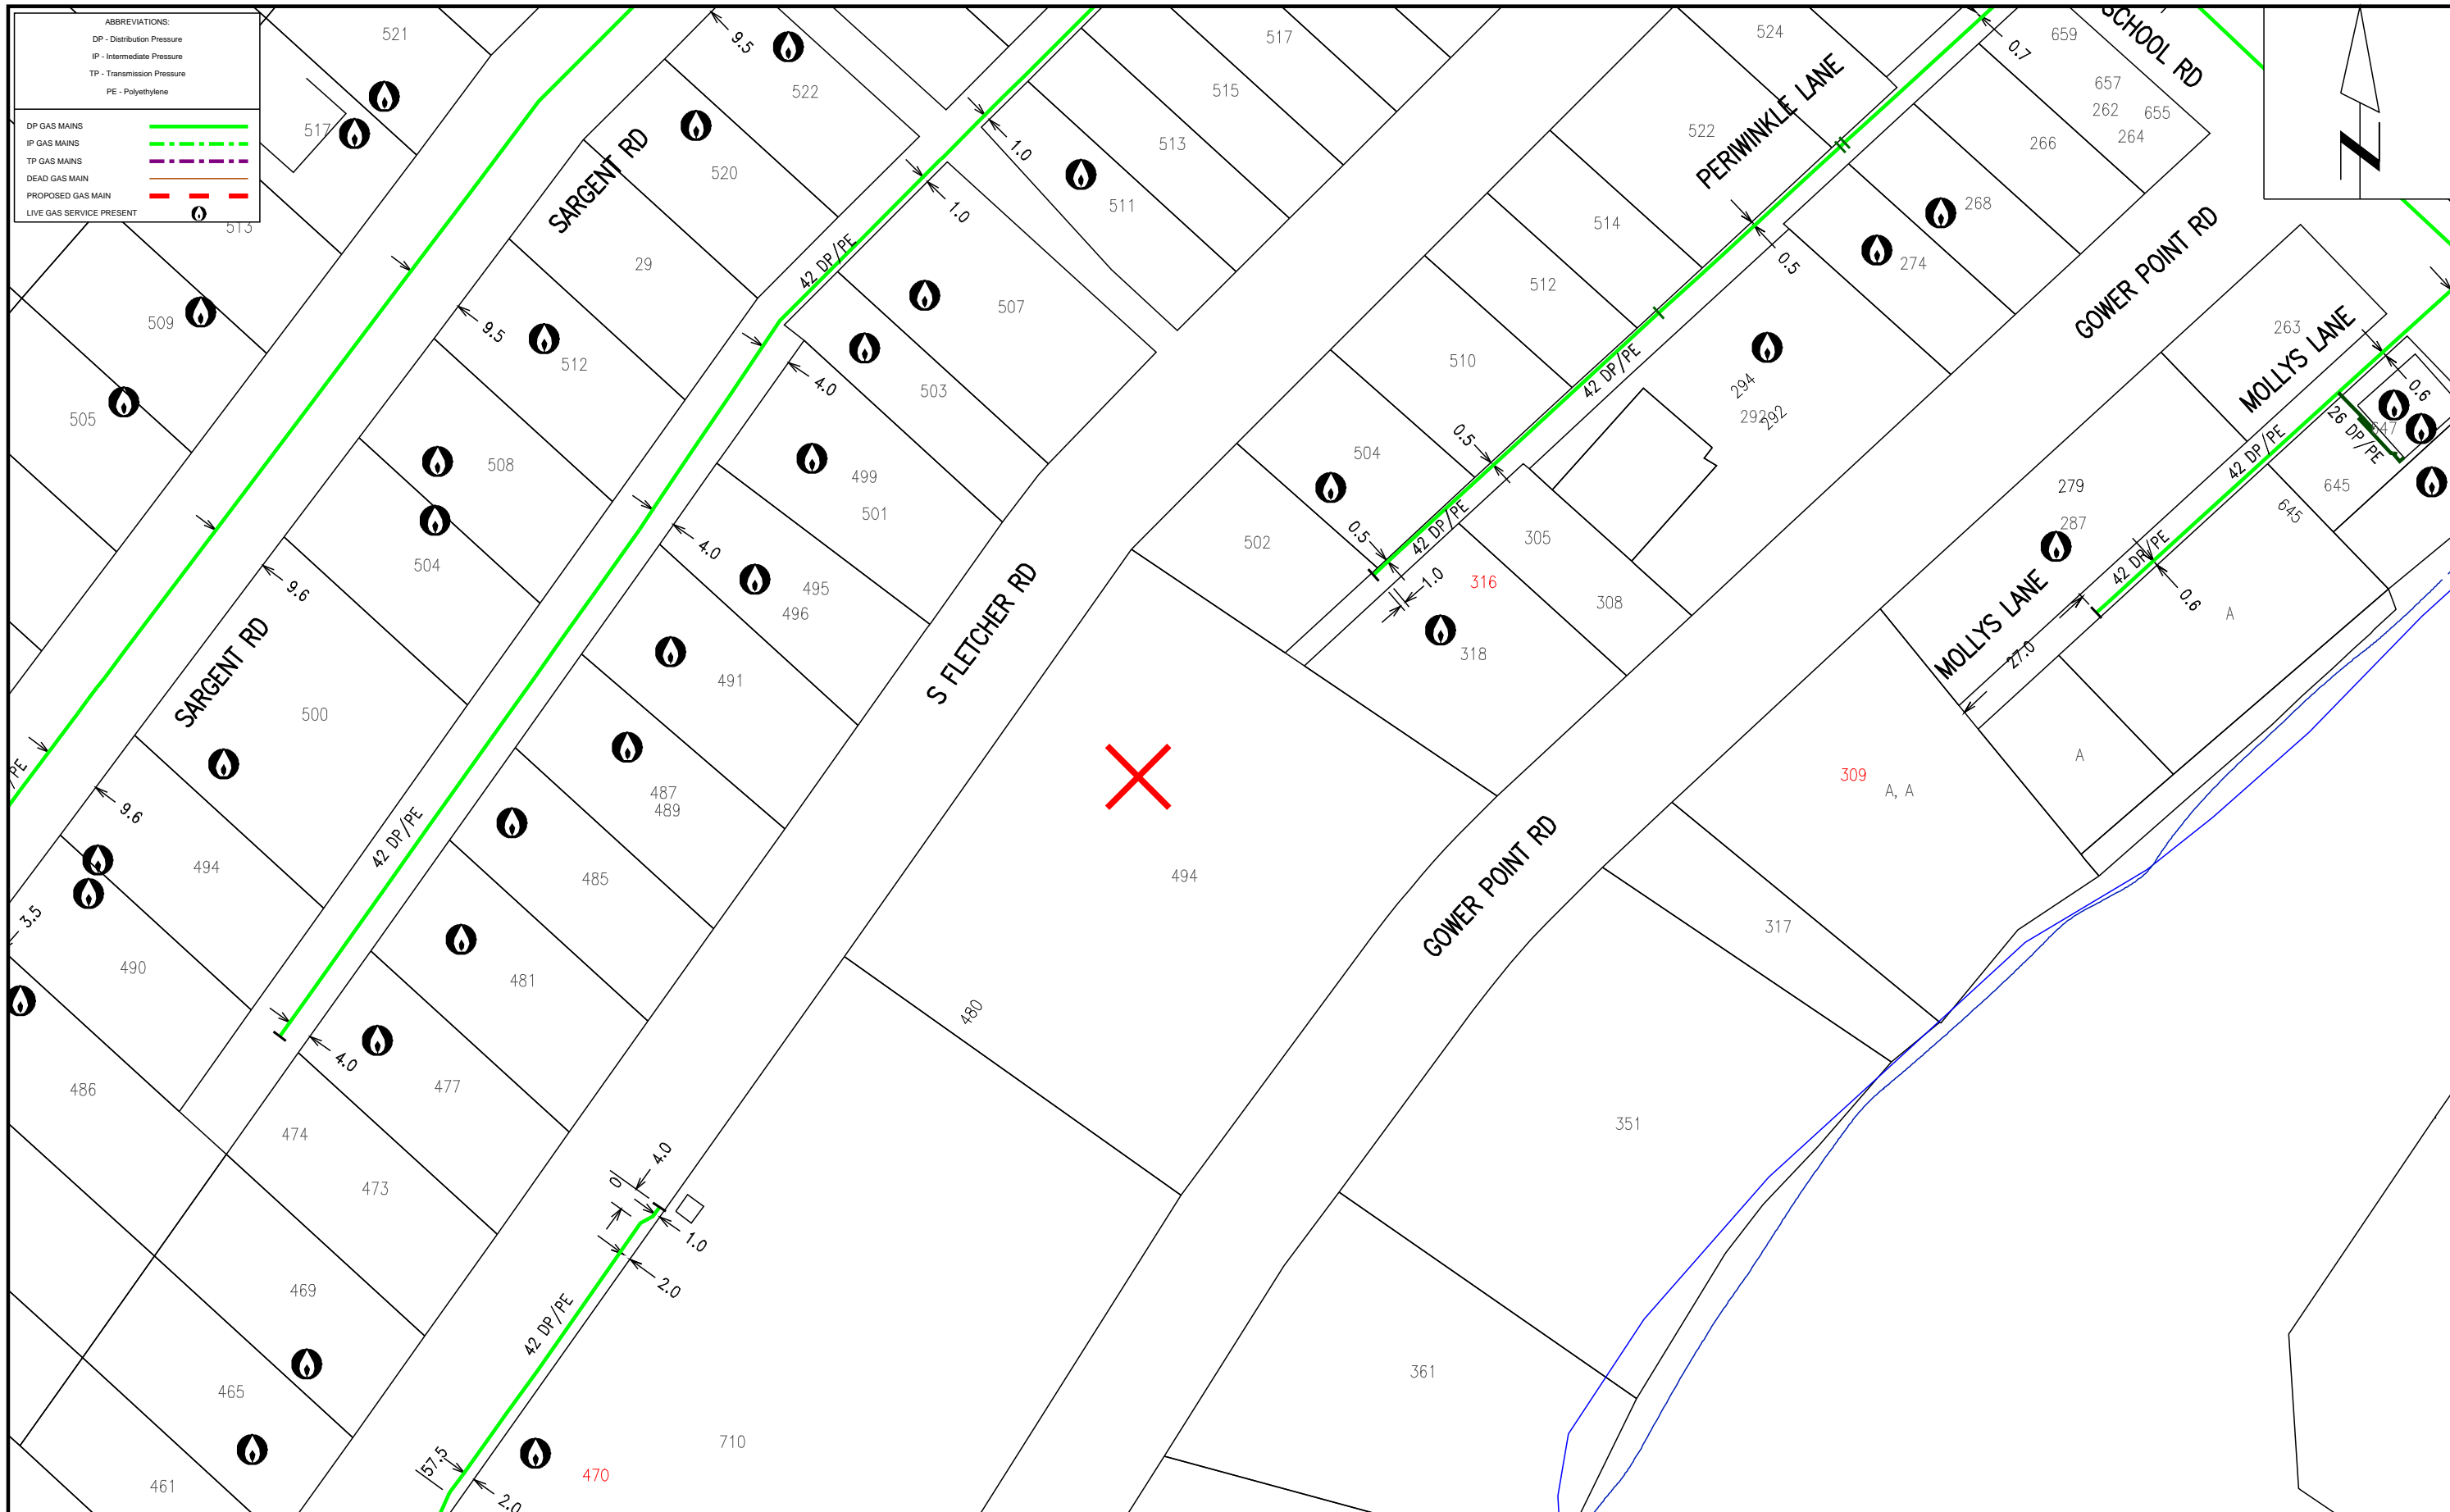 ABBREVIATIONS:
DP - Distribution Pressure
IP - Intermediate Pressure
TP - Transmission Pressure
PE - Polyethylene
DP GAS MAINS
IP GAS MAINS
TP GAS MAINS
DEAD GAS MAIN
PROPOSED GAS MAIN
LIVE GAS SERVICE PRESENT
521
517
513
509
505
9.5
522
SARGENT RD
520
29
9.5
512
508
504
9.6
SARGENT RD
500
/PE
9.6
494
3.5
490
486
517
515
513
1.0
511
1.0
42 DP/PE
507
503
4.0
499
501
4.0
495
496
491
487
489
485
481
42 DP/PE
4.0
477
474
473
469
465
461
S FLETCHER RD
524
522
PERIWINKLE LANE
514
512
510
504
502
0.7
659
SCHOOL RD
657
262
655
264
266
268
274
0.5
42 DP/PE
294
292
292
0.5
0.5
42 DP/PE
1.0
305
316
308
318
GOWER POINT RD
N
263
MOLLYS LANE
0.6
647
26 DP/PE
42 DP/PE
645
645
279
287
42 DP/PE
0.6
MOLLYS LANE
27.0
A
A
309
A, A
317
GOWER POINT RD
494
480
351
361
4.0
0
1.0
2.0
42 DP/PE
57.5
2.0
470
710